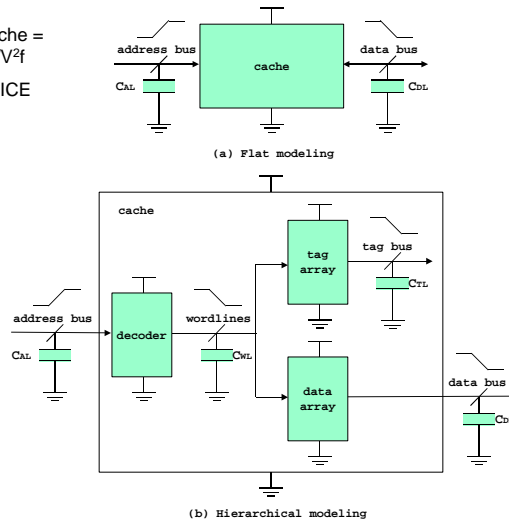 che =
V²f
ICE
address bus
data bus
cache
CAL
CDL
(a) Flat modeling
cache
tag array
tag bus
CTL
address bus
decoder
wordlines
CAL
CWL
data array
data bus
CD
(b) Hierarchical modeling